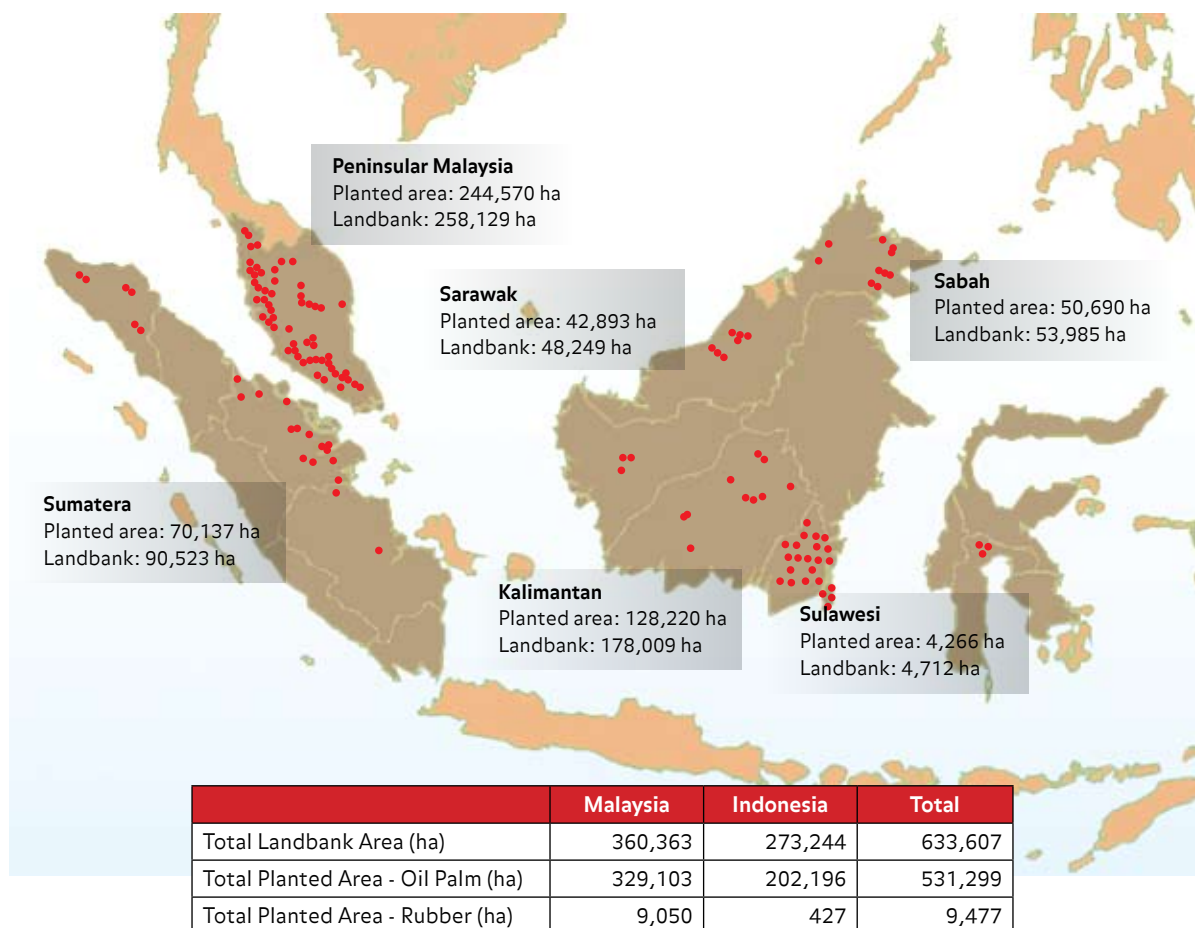 Peninsular Malaysia
Planted area: 244,570 ha
Landbank: 258,129 ha
Sarawak
Planted area: 42,893 ha
Landbank: 48,249 ha
Sabah
Planted area: 50,690 ha
Landbank: 53,985 ha
Sumatera
Planted area: 70,137 ha
Landbank: 90,523 ha
Kalimantan
Planted area: 128,220 ha
Landbank: 178,009 ha
Sulawesi
Planted area: 4,266 ha
Landbank: 4,712 ha
Malaysia Indonesia Total
Total Landbank Area (ha) 360,363 273,244 633,607
Total Planted Area - Oil Palm (ha) 329,103 202,196 531,299
Total Planted Area - Rubber (ha) 9,050 427 9,477